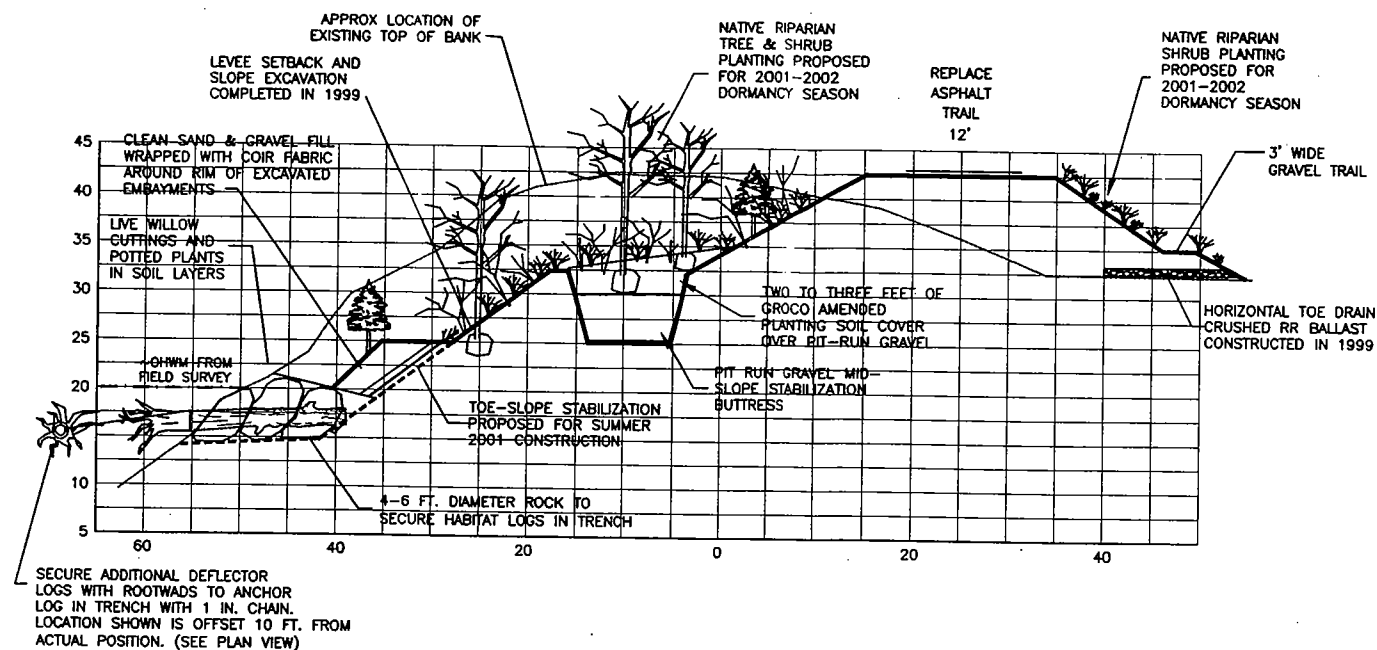 APPROX LOCATION OF
EXISTING TOP OF BANK
LEVEE SETBACK AND
SLOPE EXCAVATION
COMPLETED IN 1999
NATIVE RIPARIAN
TREE & SHRUB
PLANTING PROPOSED
FOR 2001-2002
DORMANCY SEASON
REPLACE
ASPHALT
TRAIL
12'
NATIVE RIPARIAN
SHRUB PLANTING
PROPOSED FOR
2001-2002
DORMANCY SEASON
3' WIDE
GRAVEL TRAIL
CLEAN SAND & GRAVEL FILL
WRAPPED WITH COIR FABRIC
AROUND RIM OF EXCAVATED
EMBAYMENTS
LIVE WILLOW
CUTTINGS AND
POTTED PLANTS
IN SOIL LAYERS
~OHWM FROM
FIELD SURVEY
TWO TO THREE FEET OF
GROCO AMENDED
PLANTING SOIL COVER
OVER PIT-RUN GRAVEL
PIT RUN GRAVEL MID-
SLOPE STABILIZATION
BUTTRESS
HORIZONTAL TOE DRAIN
CRUSHED RR BALLAST
CONSTRUCTED IN 1999
TOE-SLOPE STABILIZATION
PROPOSED FOR SUMMER
2001 CONSTRUCTION
4-6 FT. DIAMETER ROCK TO
SECURE HABITAT LOGS IN TRENCH
45
40
35
30
25
20
15
10
5
60
40
20
0
20
40
SECURE ADDITIONAL DEFLECTOR
LOGS WITH ROOTWADS TO ANCHOR
LOG IN TRENCH WITH 1 IN. CHAIN.
LOCATION SHOWN IS OFFSET 10 FT. FROM
ACTUAL POSITION. (SEE PLAN VIEW)